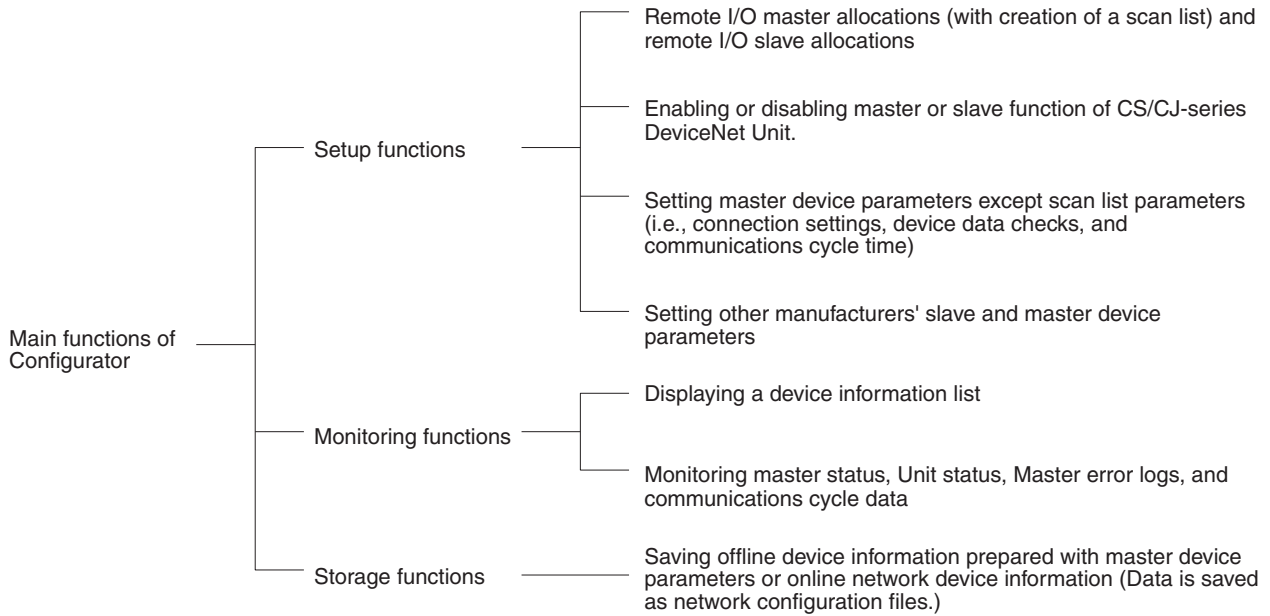 Main functions of
Configurator
Setup functions
Remote I/O master allocations (with creation of a scan list) and
remote I/O slave allocations
Enabling or disabling master or slave function of CS/CJ-series
DeviceNet Unit.
Setting master device parameters except scan list parameters
(i.e., connection settings, device data checks, and
communications cycle time)
Setting other manufacturers' slave and master device
parameters
Monitoring functions
Displaying a device information list
Monitoring master status, Unit status, Master error logs, and
communications cycle data
Storage functions
Saving offline device information prepared with master device
parameters or online network device information (Data is saved
as network configuration files.)